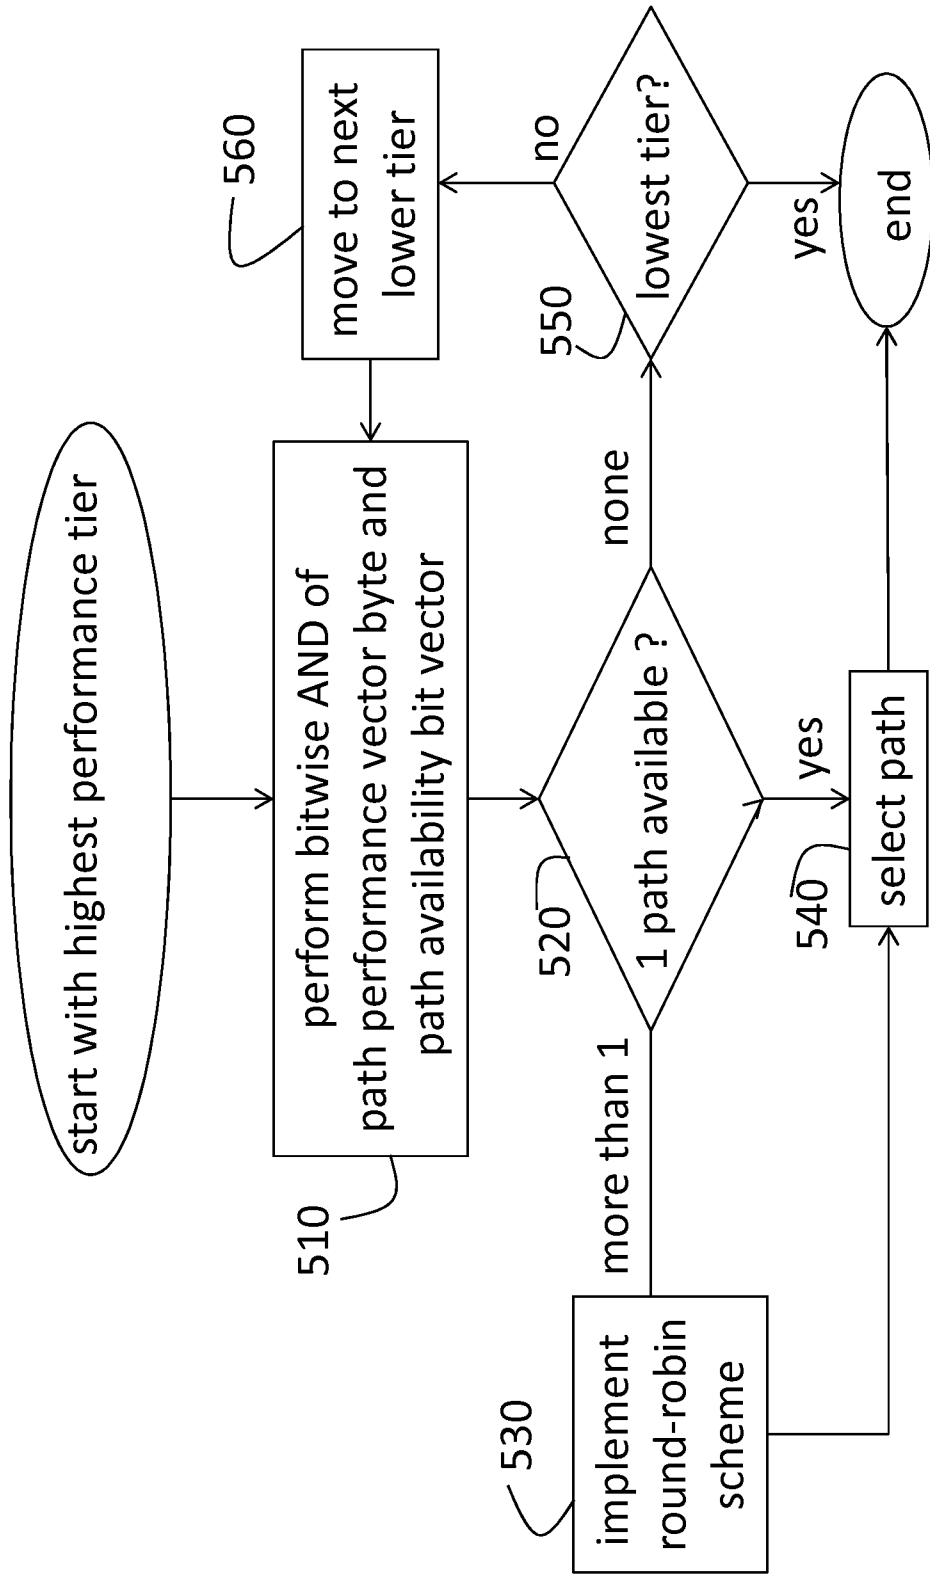 start with highest performance tier
510
perform bitwise AND of
path performance vector byte and
path availability bit vector
560
move to next
lower tier
530
implement
round-robin
scheme
more than 1
520
1 path available ?
none
550
lowest tier?
no
yes
540
select path
yes
end